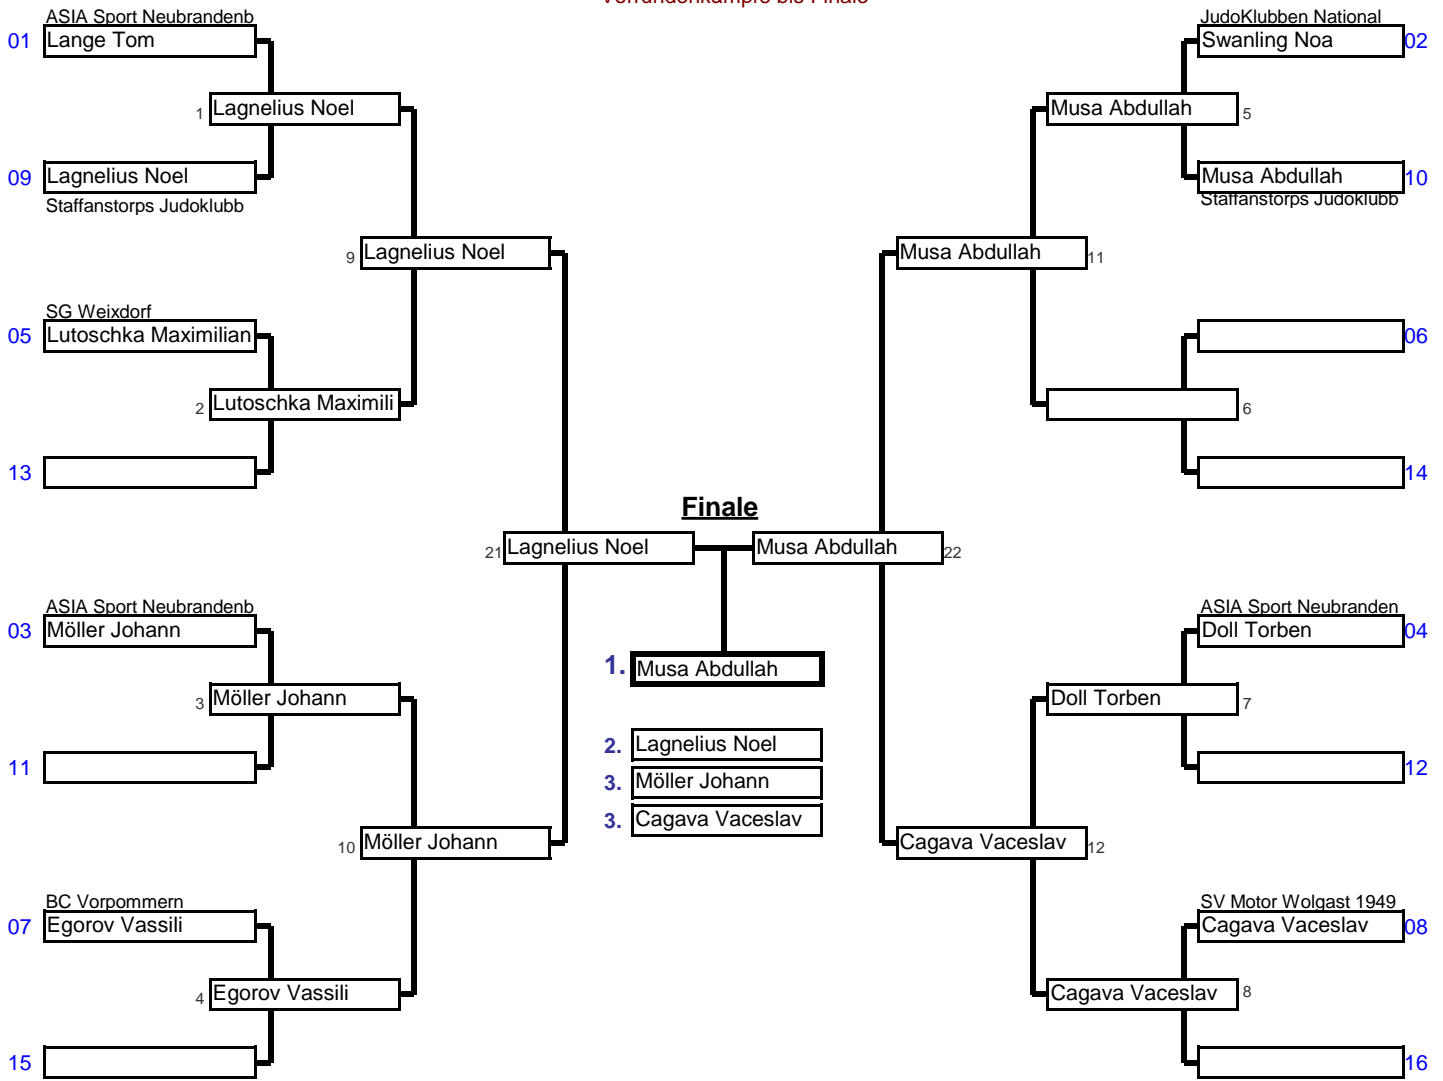 Vorrundenkämpfe bis Finale
ASIA Sport Neubrandenb
01 Lange Tom
1 Lagnelius Noel
09 Lagnelius Noel
Staffanstorps Judoklubb
9 Lagnelius Noel
SG Weixdorf
05 Lutoschka Maximilian
2 Lutoschka Maximili
13
21 Lagnelius Noel
ASIA Sport Neubrandenb
03 Möller Johann
3 Möller Johann
11
10 Möller Johann
BC Vorpommern
07 Egorov Vassili
4 Egorov Vassili
15
Finale
1. Musa Abdullah
2. Lagnelius Noel
3. Möller Johann
3. Cagava Vaceslav
JudoKlubben National
Swanling Noa 02
Musa Abdullah 5
Musa Abdullah 10
Staffanstorps Judoklubb
Musa Abdullah 11
06
6
14
Musa Abdullah 22
ASIA Sport Neubranden
Doll Torben 04
Doll Torben 7
12
Cagava Vaceslav 12
SV Motor Wolgast 1949
Cagava Vaceslav 08
Cagava Vaceslav 8
16